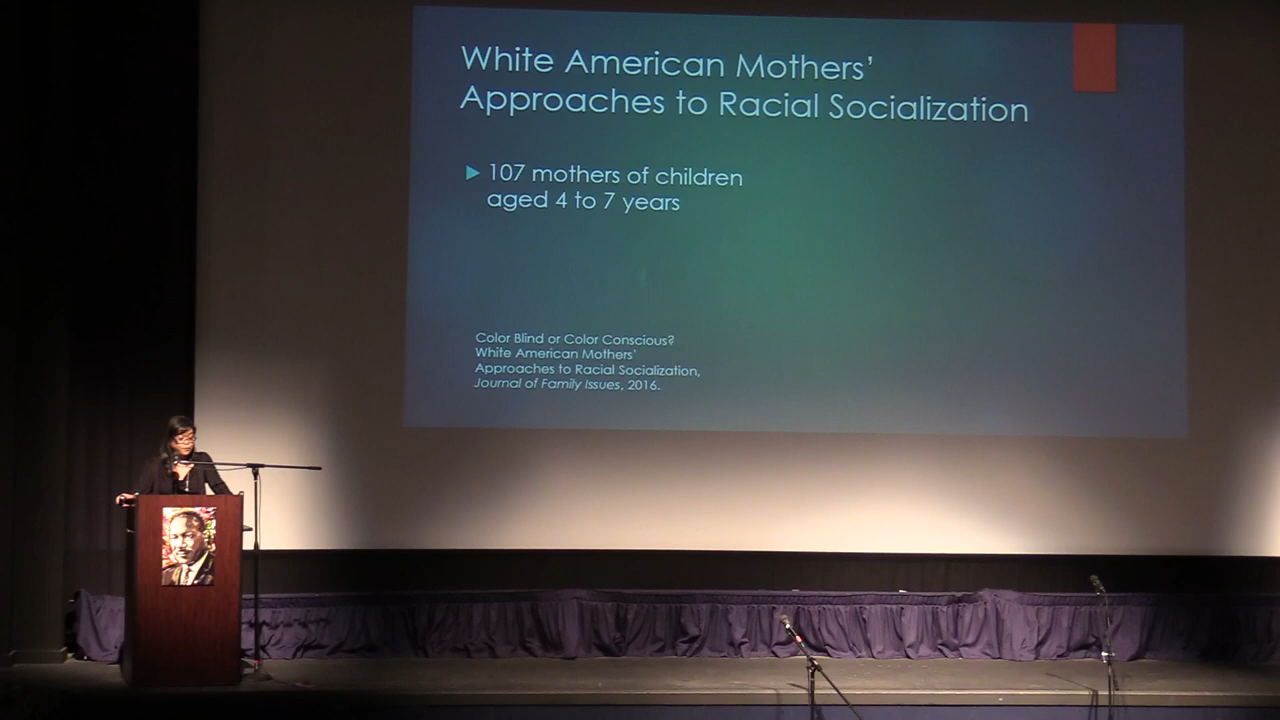 White American Mothers’
Approaches to Racial Socialization
107 mothers of children
aged 4 to 7 years
Color Blind or Color Conscious?
White American Mothers’
Approaches to Racial Socialization,
Journal of Family Issues, 2016.